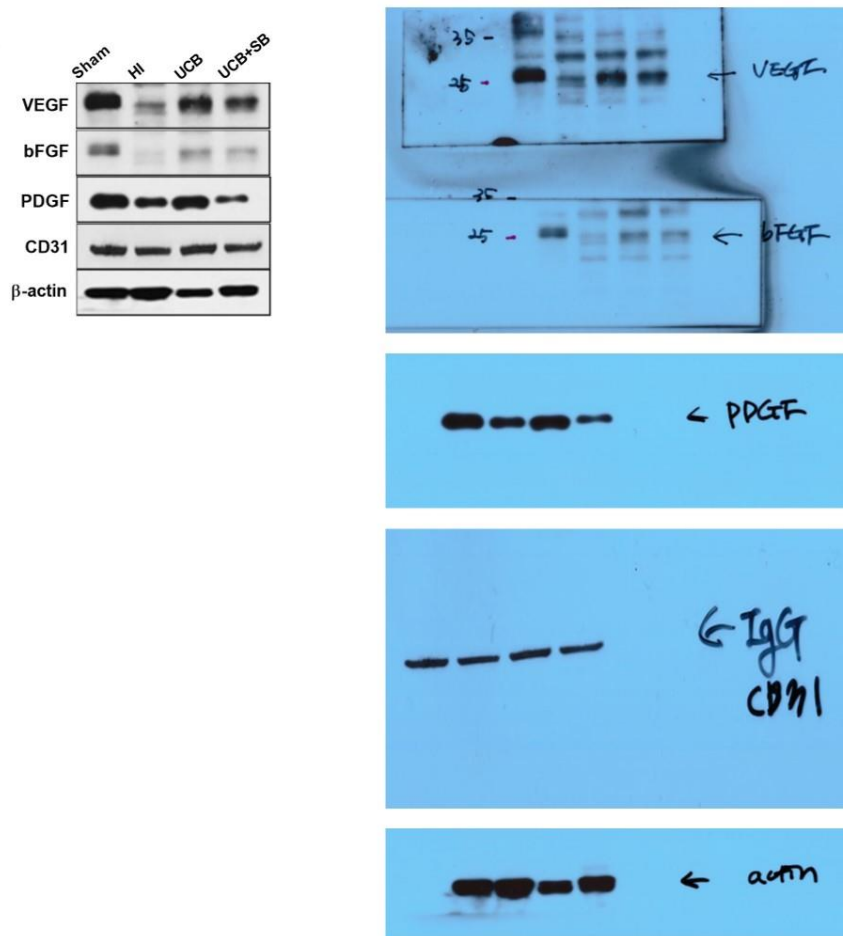 Sham HI UCB UCB+SB
VEGF
bFGF
PDGF
CD31
β-actin
35
25
VEGF
35
25
bFGF
PDGF
IgG
CD31
actin